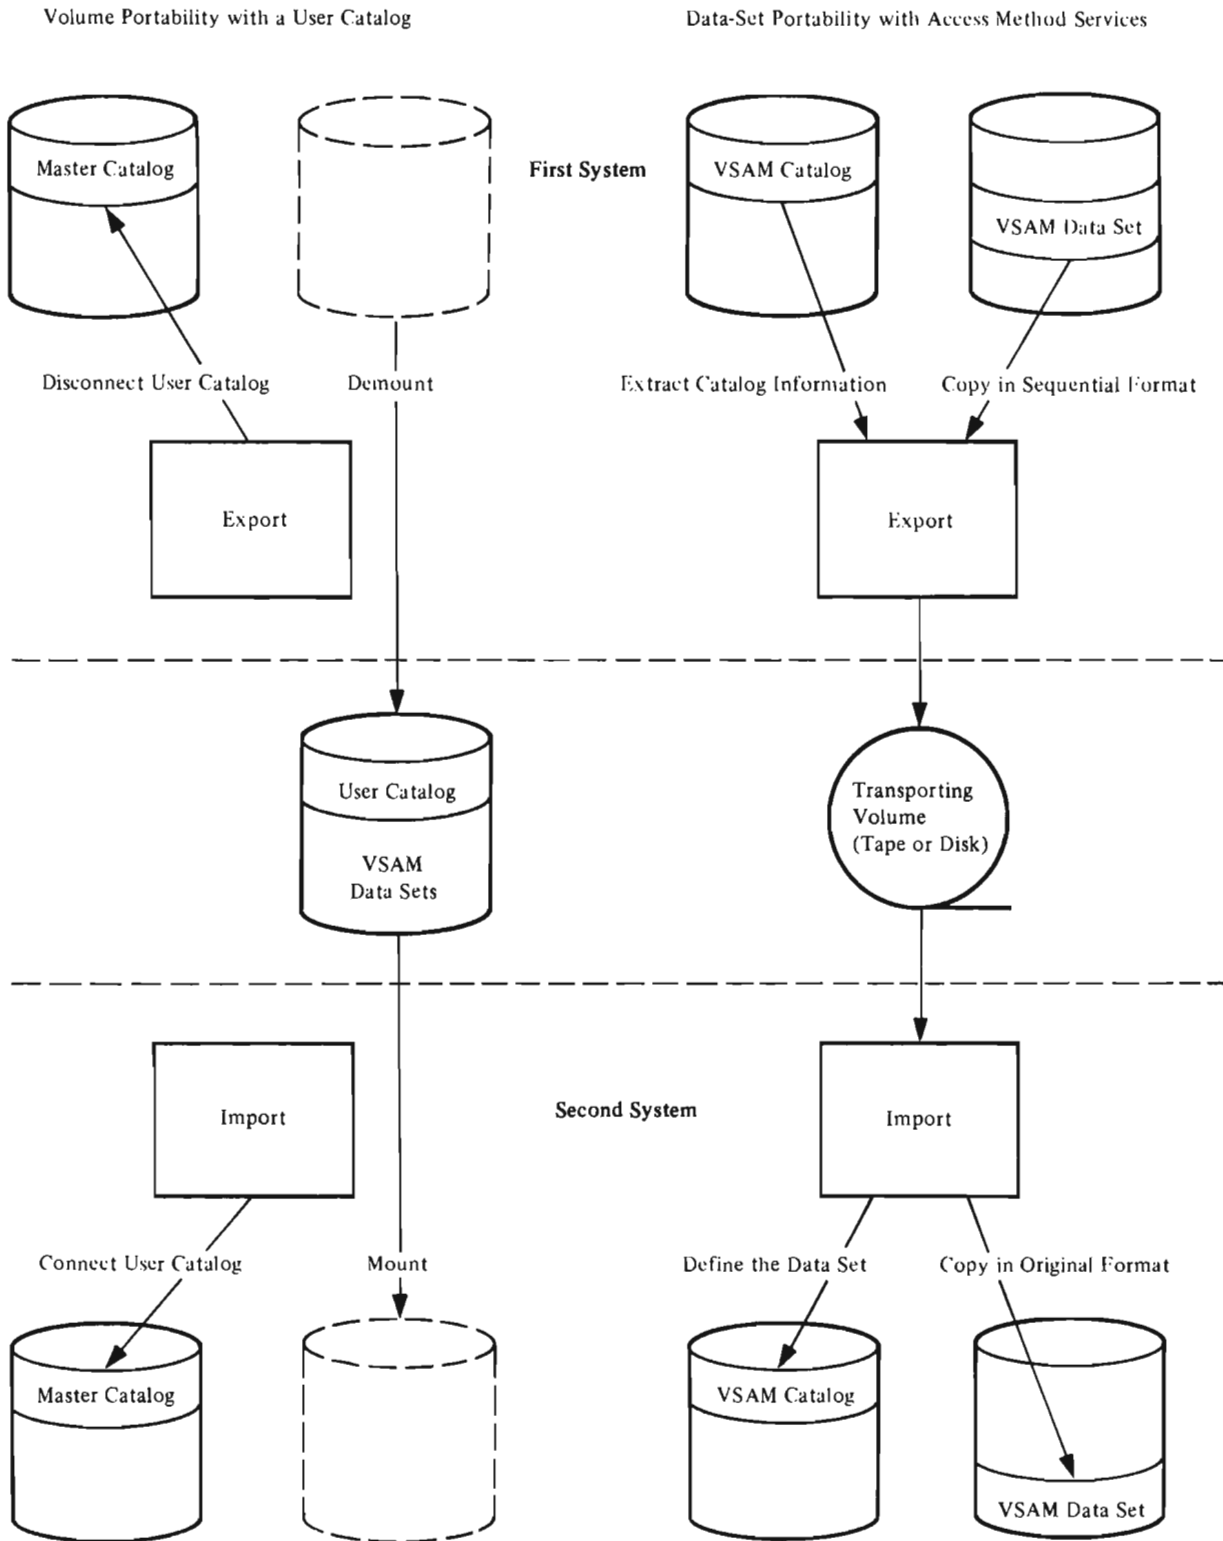 Volume Portability with a User Catalog
Data-Set Portability with Access Method Services
Master Catalog
First System
VSAM Catalog
VSAM Data Set
Disconnect User Catalog
Demount
Extract Catalog Information
Copy in Sequential Format
Export
Export
User Catalog
VSAM
Data Sets
Transporting
Volume
(Tape or Disk)
Import
Second System
Import
Connect User Catalog
Mount
Define the Data Set
Copy in Original Format
Master Catalog
VSAM Catalog
VSAM Data Set